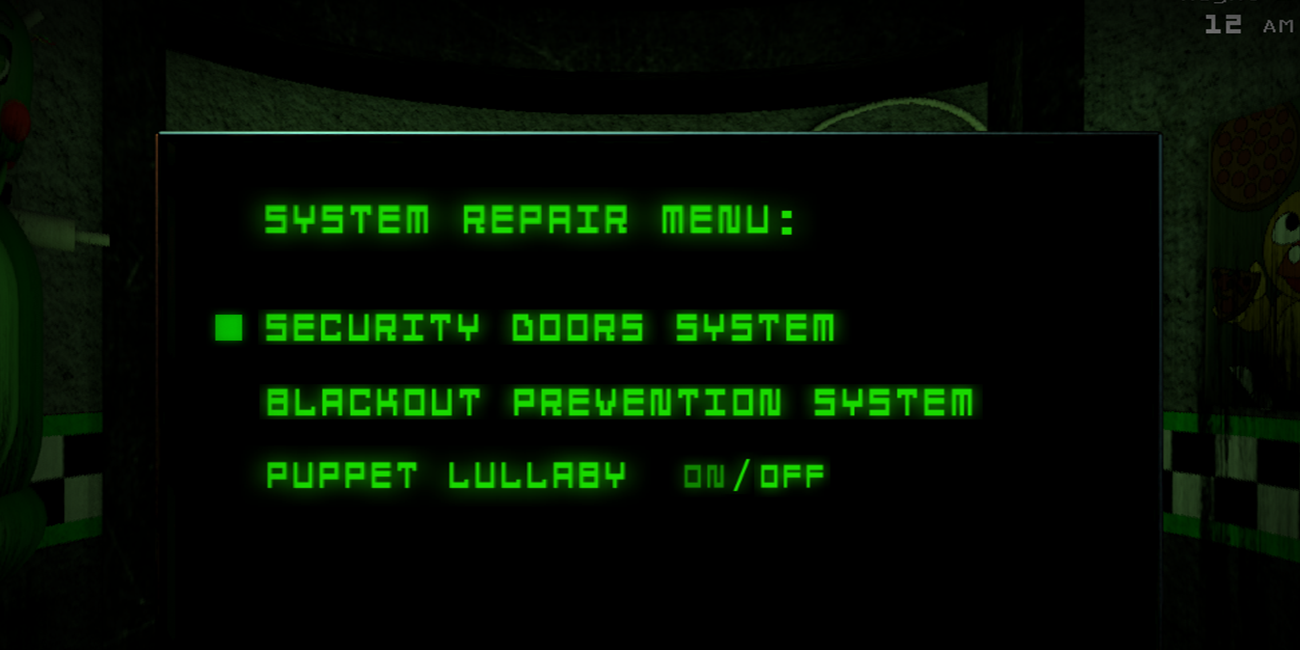 12 AM
SYSTEM REPAIR MENU:
SECURITY DOORS SYSTEM
BLACKOUT PREVENTION SYSTEM
PUPPET LULLABY ON/OFF